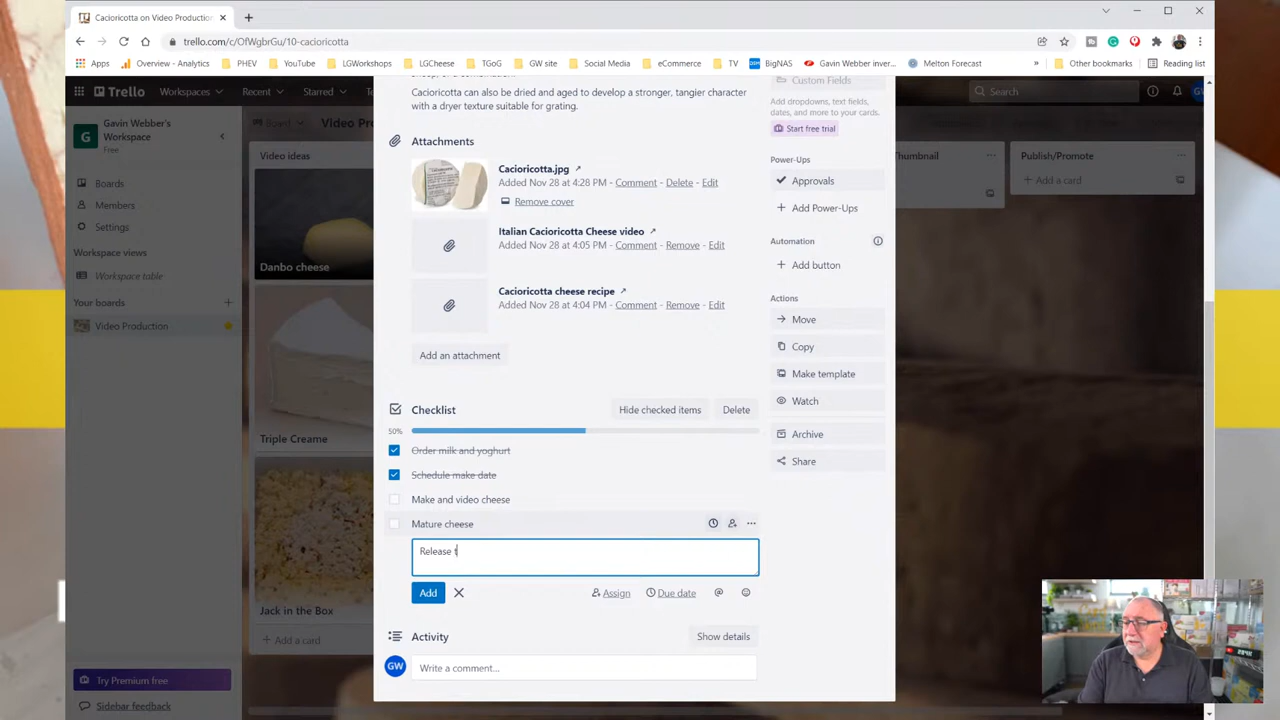 Cacioricotta on Video Production
trello.com/c/OfWgbrGu/10-cacioricotta
Apps
Overview - Analytics
PHEV
YouTube
LGWorkshops
LGCheese
TGoG
GW site
Social Media
eCommerce
TV
BigNAS
Gavin Webber inver...
Melton Forecast
»
Other bookmarks
Reading list
Trello
Workspaces
Recent
Starred
Search
GW
G
Gavin Webber's
Workspace
Free
Boards
Members
Settings
Workspace views
Workspace table
Your boards
Video Production
Try Premium free
Sidebar feedback
Board
Video ideas
Danbo cheese
Triple Creame
Jack in the Box
+ Add a card
Cacioricotta can also be dried and aged to develop a stronger, tangier character
with a dryer texture suitable for grating.
Attachments
Cacioricotta.jpg ↗
Added Nov 28 at 4:28 PM - Comment - Delete - Edit
Remove cover
Italian Cacioricotta Cheese video ↗
Added Nov 28 at 4:05 PM - Comment - Remove - Edit
Cacioricotta cheese recipe ↗
Added Nov 28 at 4:04 PM - Comment - Remove - Edit
Add an attachment
Checklist
Hide checked items
Delete
50%
Order milk and yoghurt
Schedule make date
Make and video cheese
Mature cheese
Release t
Add
Assign
Due date
Activity
Show details
GW
Write a comment...
Custom Fields
Add dropdowns, text fields,
dates, and more to your cards.
Start free trial
Power-Ups
Approvals
+ Add Power-Ups
Automation
+ Add button
Actions
Move
Copy
Make template
Watch
Archive
Share
Thumbnail
Publish/Promote
+ Add a card